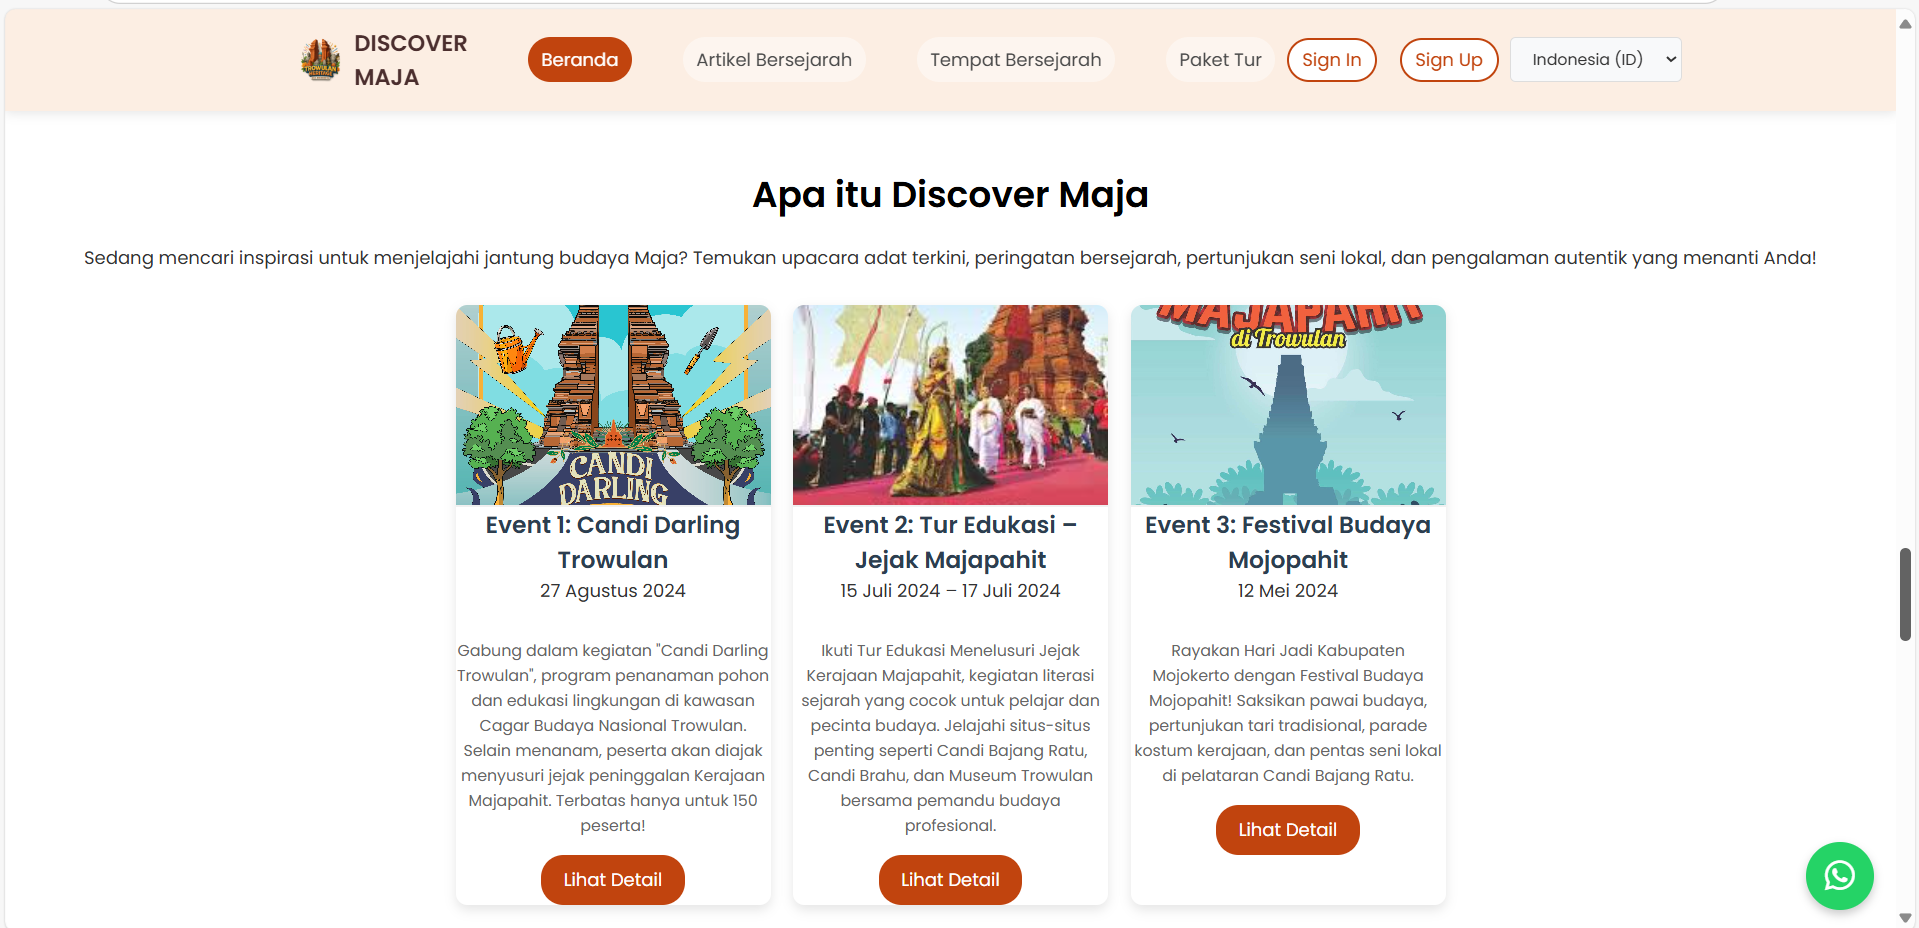 DISCOVER
MAJA
Beranda
Artikel Bersejarah
Tempat Bersejarah
Paket Tur
Sign In
Sign Up
Indonesia (ID)
Apa itu Discover Maja
Sedang mencari inspirasi untuk menjelajahi jantung budaya Maja? Temukan upacara adat terkini, peringatan bersejarah, pertunjukan seni lokal, dan pengalaman autentik yang menanti Anda!
CANDI
DARLING
Event 1: Candi Darling
Trowulan
27 Agustus 2024
Gabung dalam kegiatan "Candi Darling
Trowulan", program penanaman pohon
dan edukasi lingkungan di kawasan
Cagar Budaya Nasional Trowulan.
Selain menanam, peserta akan diajak
menyusuri jejak peninggalan Kerajaan
Majapahit. Terbatas hanya untuk 150
peserta!
Lihat Detail
Event 2: Tur Edukasi –
Jejak Majapahit
15 Juli 2024 – 17 Juli 2024
Ikuti Tur Edukasi Menelusuri Jejak
Kerajaan Majapahit, kegiatan literasi
sejarah yang cocok untuk pelajar dan
pecinta budaya. Jelajahi situs-situs
penting seperti Candi Bajang Ratu,
Candi Brahu, dan Museum Trowulan
bersama pemandu budaya
profesional.
Lihat Detail
MAJAPAHIT
di Trowulan
Event 3: Festival Budaya
Mojopahit
12 Mei 2024
Rayakan Hari Jadi Kabupaten
Mojokerto dengan Festival Budaya
Mojopahit! Saksikan pawai budaya,
pertunjukan tari tradisional, parade
kostum kerajaan, dan pentas seni lokal
di pelataran Candi Bajang Ratu.
Lihat Detail